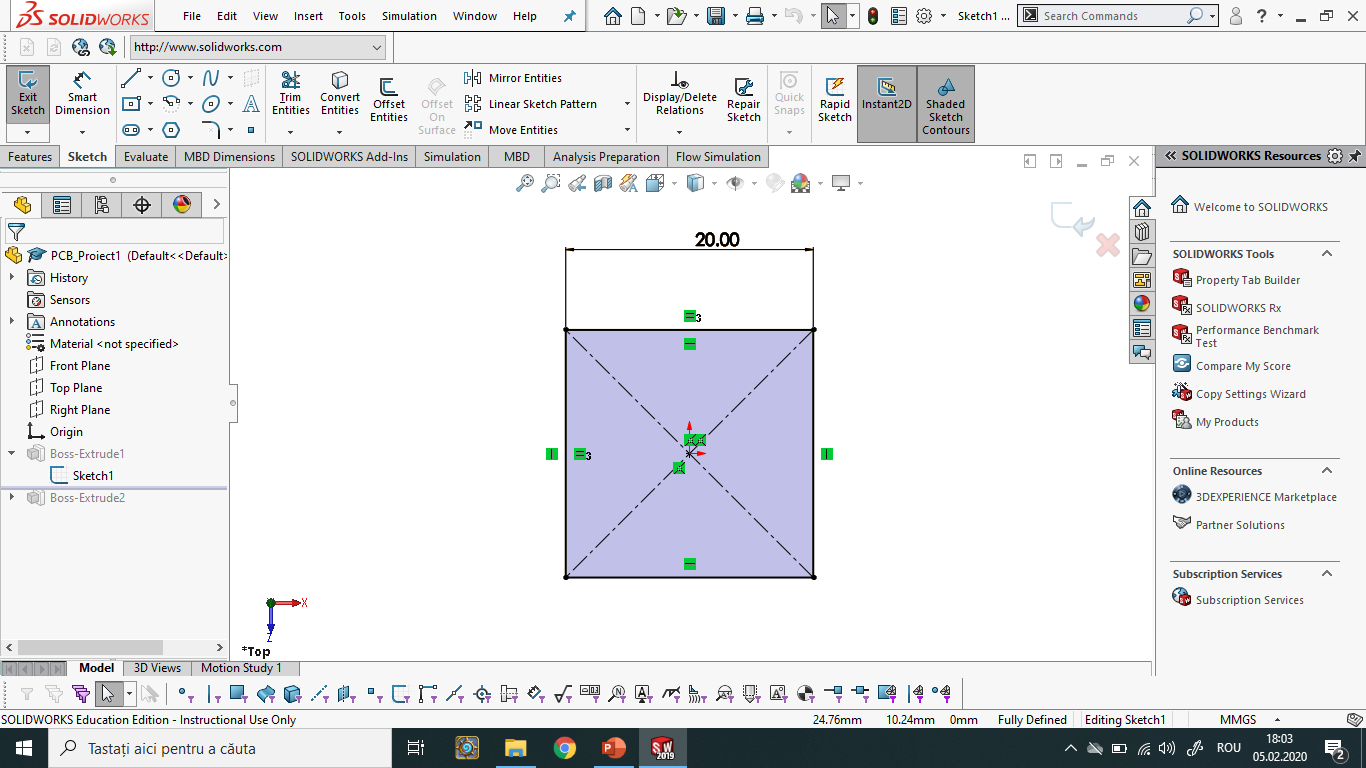 SOLIDWORKS File Edit View Insert Tools Simulation Window Help Sketch1 ... Search Commands ?
http://www.solidworks.com
Exit Sketch Smart Dimension Trim Entities Convert Entities Offset Entities Offset On Surface Mirror Entities Linear Sketch Pattern Move Entities Display/Delete Relations Repair Sketch Quick Snaps Rapid Sketch Instant2D Shaded Sketch Contours
Features Sketch Evaluate MBD Dimensions SOLIDWORKS Add-Ins Simulation MBD Analysis Preparation Flow Simulation
PCB_Proiect1 (Default<<Default>
History
Sensors
Annotations
Material <not specified>
Front Plane
Top Plane
Right Plane
Origin
Boss-Extrude1
Sketch1
Boss-Extrude2
20.00
3
3
X
Z
*Top
SOLIDWORKS Resources
Welcome to SOLIDWORKS
SOLIDWORKS Tools
Property Tab Builder
SOLIDWORKS Rx
Performance Benchmark
Test
Compare My Score
Copy Settings Wizard
My Products
Online Resources
3DEXPERIENCE Marketplace
Partner Solutions
Subscription Services
Subscription Services
Model 3D Views Motion Study 1
SOLIDWORKS Education Edition - Instructional Use Only 24.76mm 10.24mm 0mm Fully Defined Editing Sketch1 MMGS
Tastați aici pentru a căuta ROU 18:03
05.02.2020 2